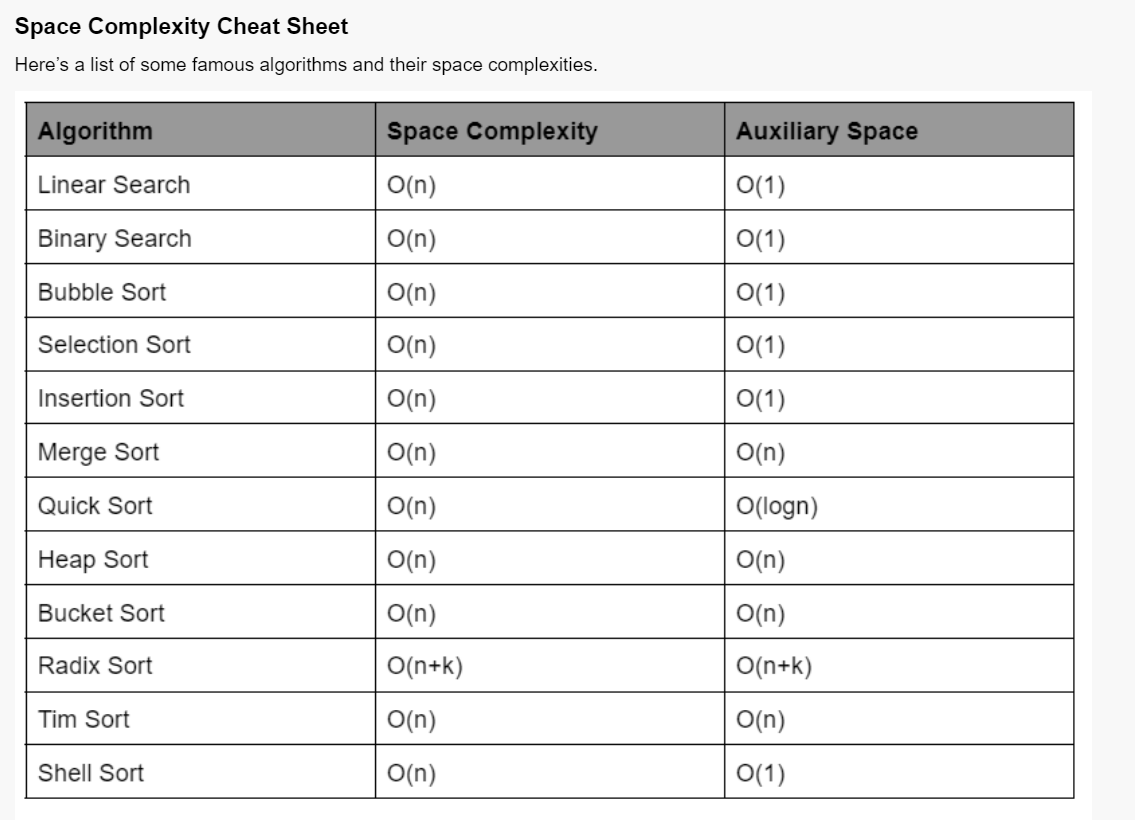 Space Complexity Cheat Sheet
Here’s a list of some famous algorithms and their space complexities.
Algorithm Space Complexity Auxiliary Space
Linear Search O(n) O(1)
Binary Search O(n) O(1)
Bubble Sort O(n) O(1)
Selection Sort O(n) O(1)
Insertion Sort O(n) O(1)
Merge Sort O(n) O(n)
Quick Sort O(n) O(logn)
Heap Sort O(n) O(n)
Bucket Sort O(n) O(n)
Radix Sort O(n+k) O(n+k)
Tim Sort O(n) O(n)
Shell Sort O(n) O(1)